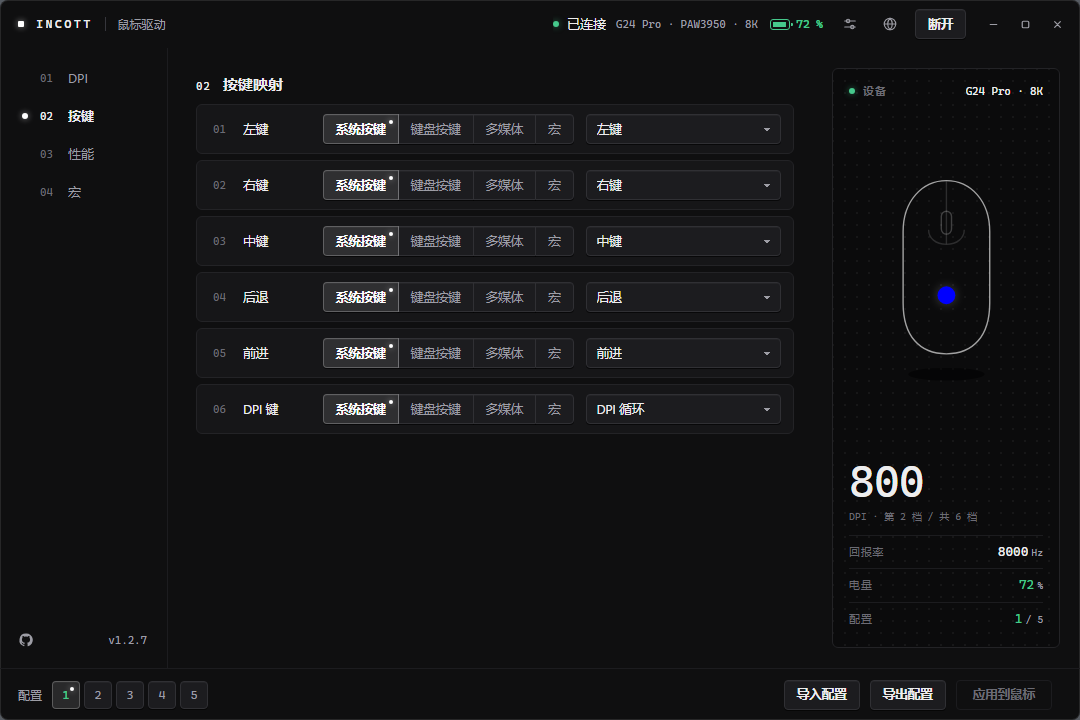 INCOTT 鼠标驱动 已连接 G24 Pro · PAW3950 · 8K 72 % 断开
01 DPI
02 按键
03 性能
04 宏
v1.2.7
02 按键映射
01 左键 系统按键 键盘按键 多媒体 宏 左键
02 右键 系统按键 键盘按键 多媒体 宏 右键
03 中键 系统按键 键盘按键 多媒体 宏 中键
04 后退 系统按键 键盘按键 多媒体 宏 后退
05 前进 系统按键 键盘按键 多媒体 宏 前进
06 DPI 键 系统按键 键盘按键 多媒体 宏 DPI 循环
设备 G24 Pro · 8K
800
DPI · 第 2 档 / 共 6 档
回报率 8000 Hz
电量 72 %
配置 1 / 5
配置 1 2 3 4 5 导入配置 导出配置 应用到鼠标